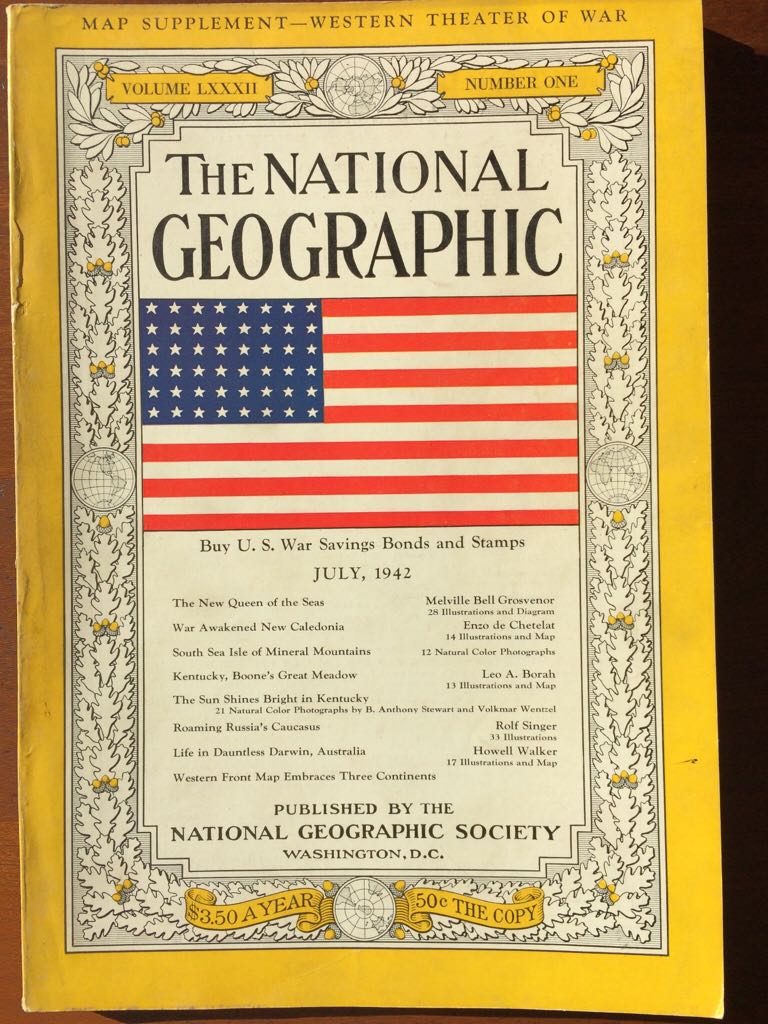 MAP SUPPLEMENT—WESTERN THEATER OF WAR
VOLUME LXXXII NUMBER ONE
THE NATIONAL
GEOGRAPHIC
Buy U. S. War Savings Bonds and Stamps
JULY, 1942
The New Queen of the Seas Melville Bell Grosvenor
28 Illustrations and Diagram
War Awakened New Caledonia Enzo de Chetelat
14 Illustrations and Map
South Sea Isle of Mineral Mountains 12 Natural Color Photographs
Kentucky, Boone's Great Meadow Leo A. Borah
13 Illustrations and Map
The Sun Shines Bright in Kentucky
21 Natural Color Photographs by B. Anthony Stewart and Volkmar Wentzel
Roaming Russia's Caucasus Rolf Singer
33 Illustrations
Life in Dauntless Darwin, Australia Howell Walker
17 Illustrations and Map
Western Front Map Embraces Three Continents
PUBLISHED BY THE
NATIONAL GEOGRAPHIC SOCIETY
WASHINGTON, D.C.
$3.50 A YEAR 50c THE COPY